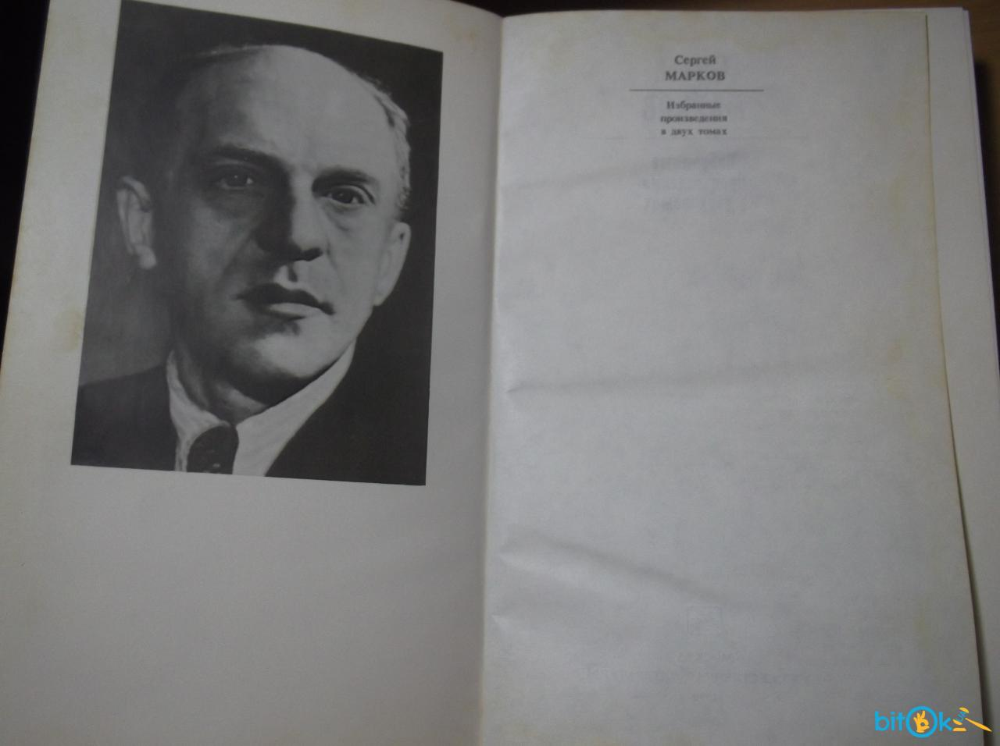 Сергей
МАРКОВ
Избранные
произведения
в двух томах
bitOk